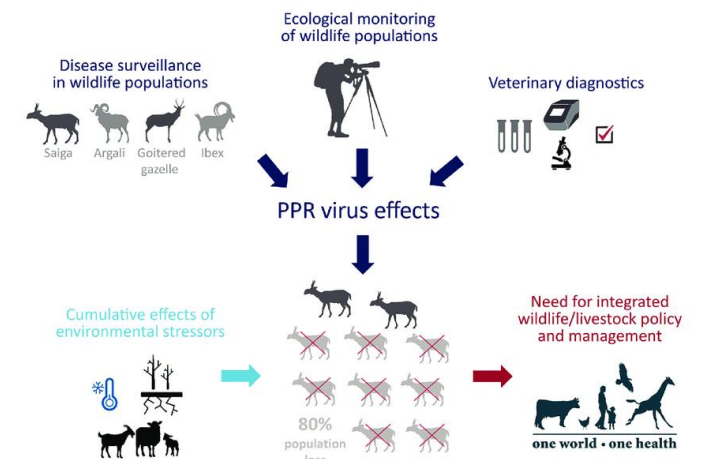 Ecological monitoring
of wildlife populations
Disease surveillance
in wildlife populations
Saiga
Argali
Goitered
gazelle
Ibex
Veterinary diagnostics
PPR virus effects
Cumulative effects of
environmental stressors
80%
population
Need for integrated
wildlife/livestock policy
and management
one world • one health